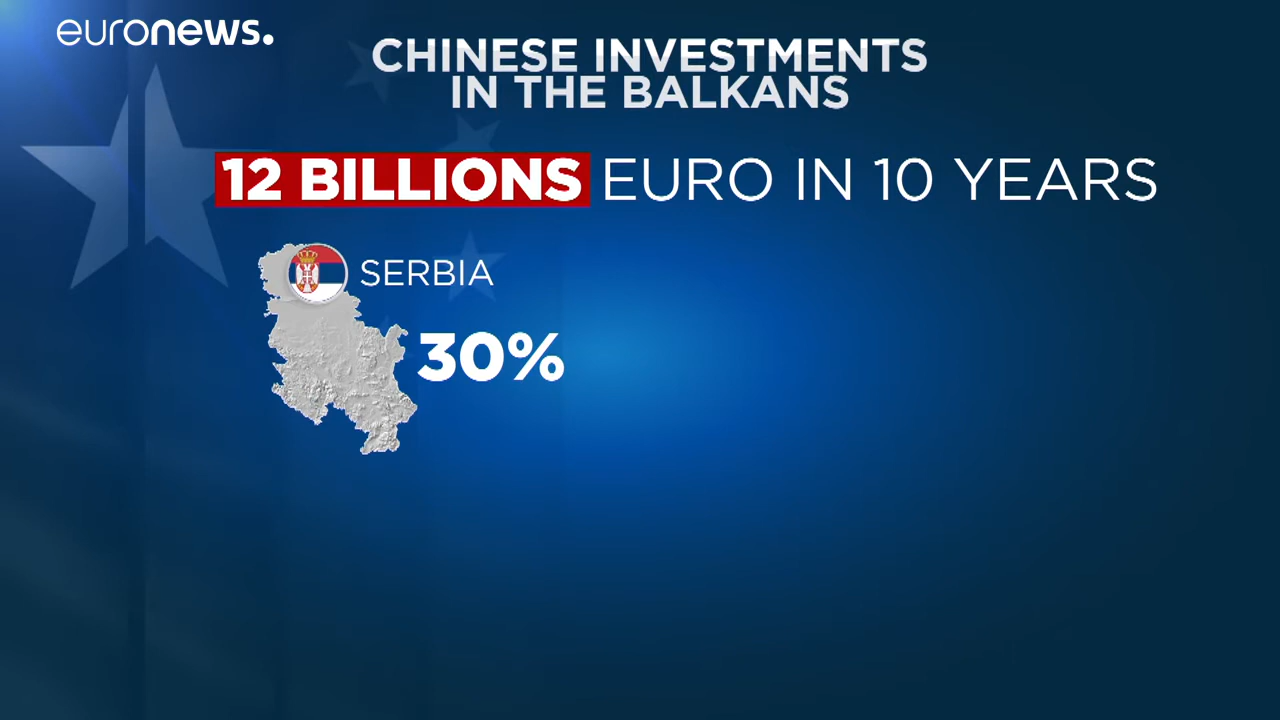 euronews.
CHINESE INVESTMENTS
IN THE BALKANS
12 BILLIONS EURO IN 10 YEARS
SERBIA
30%